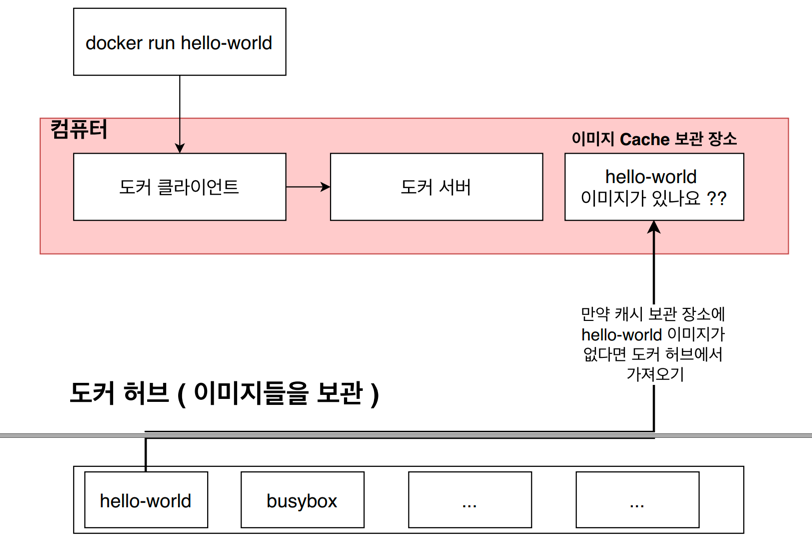 docker run hello-world
컴퓨터
이미지 Cache 보관 장소
도커 클라이언트
도커 서버
hello-world
이미지가 있나요 ??
만약 캐시 보관 장소에
hello-world 이미지가
없다면 도커 허브에서
가져오기
도커 허브 ( 이미지들을 보관 )
hello-world
busybox
...
...